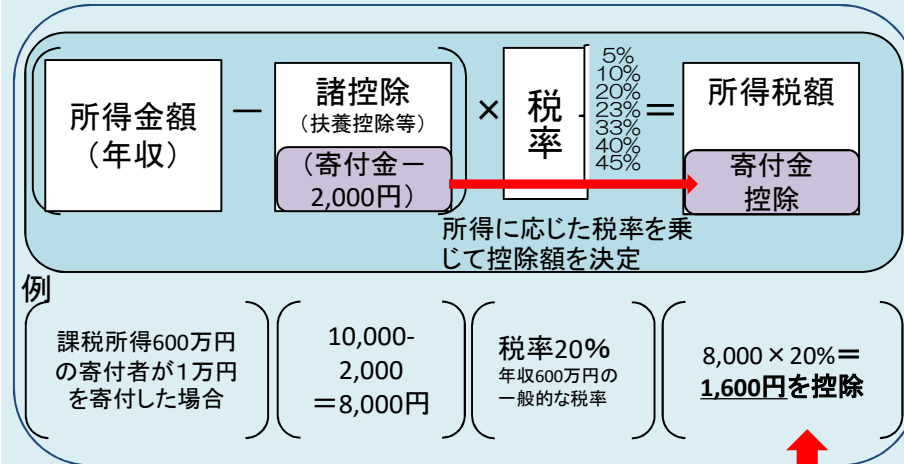 所得金額
（年収）
－
諸控除
（扶養控除等）
（寄付金－
2,000円）
×
税
率
5%
10%
20%
23%
33%
40%
45%
＝
所得税額
寄付金
控除
所得に応じた税率を乗
じて控除額を決定
例
課税所得600万円
の寄付者が１万円
を寄付した場合
10,000-
2,000
＝8,000円
税率20%
年収600万円の
一般的な税率
8,000×20%＝
1,600円を控除